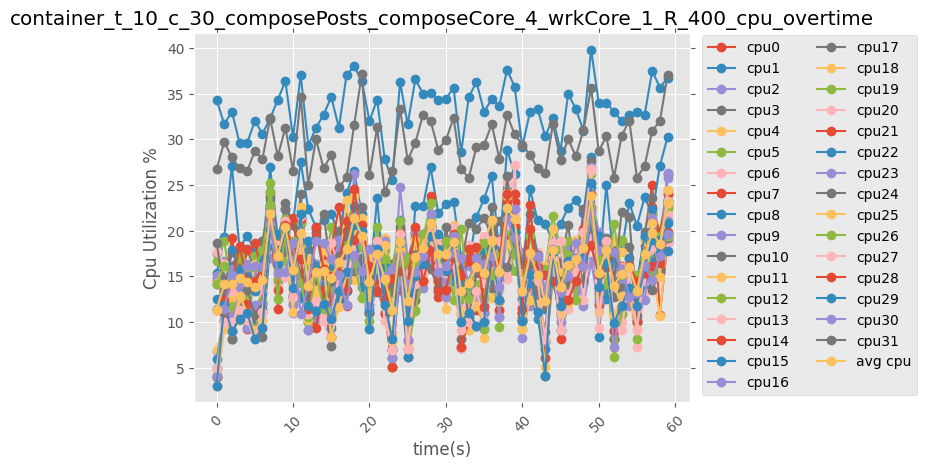 container_t_10_c_30_composePosts_composeCore_4_wrkCore_1_R_400_cpu_overtime
40
35
30
25
20
15
10
5
Cpu Utilization %
0
10
20
30
40
50
60
time(s)
cpu0
cpu1
cpu2
cpu3
cpu4
cpu5
cpu6
cpu7
cpu8
cpu9
cpu10
cpu11
cpu12
cpu13
cpu14
cpu15
cpu16
cpu17
cpu18
cpu19
cpu20
cpu21
cpu22
cpu23
cpu24
cpu25
cpu26
cpu27
cpu28
cpu29
cpu30
cpu31
avg cpu